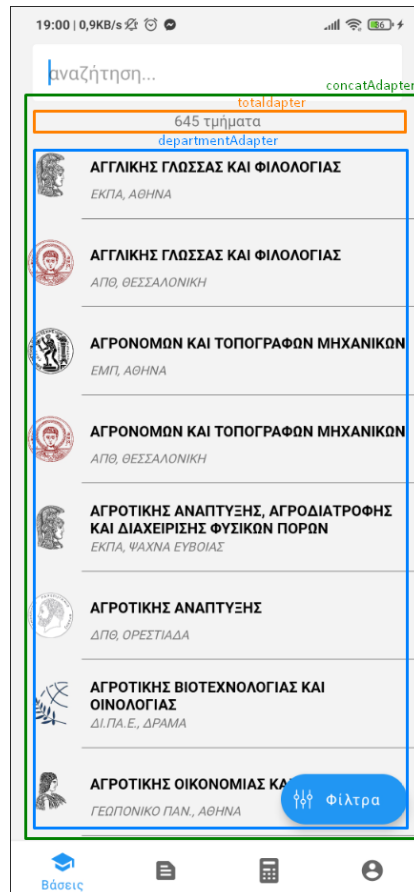 19:00 | 0,9KB/s
86
αναζήτηση...
concatAdapter
totaldapter
645 τμήματα
departmentAdapter
ΑΓΓΛΙΚΗΣ ΓΛΩΣΣΑΣ ΚΑΙ ΦΙΛΟΛΟΓΙΑΣ
ΕΚΠΑ, ΑΘΗΝΑ
ΑΓΓΛΙΚΗΣ ΓΛΩΣΣΑΣ ΚΑΙ ΦΙΛΟΛΟΓΙΑΣ
ΑΠΘ, ΘΕΣΣΑΛΟΝΙΚΗ
ΑΓΡΟΝΟΜΩΝ ΚΑΙ ΤΟΠΟΓΡΑΦΩΝ ΜΗΧΑΝΙΚΩΝ
ΕΜΠ, ΑΘΗΝΑ
ΑΓΡΟΝΟΜΩΝ ΚΑΙ ΤΟΠΟΓΡΑΦΩΝ ΜΗΧΑΝΙΚΩΝ
ΑΠΘ, ΘΕΣΣΑΛΟΝΙΚΗ
ΑΓΡΟΤΙΚΗΣ ΑΝΑΠΤΥΞΗΣ, ΑΓΡΟΔΙΑΤΡΟΦΗΣ
ΚΑΙ ΔΙΑΧΕΙΡΙΣΗΣ ΦΥΣΙΚΩΝ ΠΟΡΩΝ
ΕΚΠΑ, ΨΑΧΝΑ ΕΥΒΟΙΑΣ
ΑΓΡΟΤΙΚΗΣ ΑΝΑΠΤΥΞΗΣ
ΔΠΘ, ΟΡΕΣΤΙΑΔΑ
ΑΓΡΟΤΙΚΗΣ ΒΙΟΤΕΧΝΟΛΟΓΙΑΣ ΚΑΙ
ΟΙΝΟΛΟΓΙΑΣ
ΔΙ.ΠΑ.Ε., ΔΡΑΜΑ
ΑΓΡΟΤΙΚΗΣ ΟΙΚΟΝΟΜΙΑΣ ΚΑ
ΓΕΩΠΟΝΙΚΟ ΠΑΝ., ΑΘΗΝΑ
Φίλτρα
Βάσεις